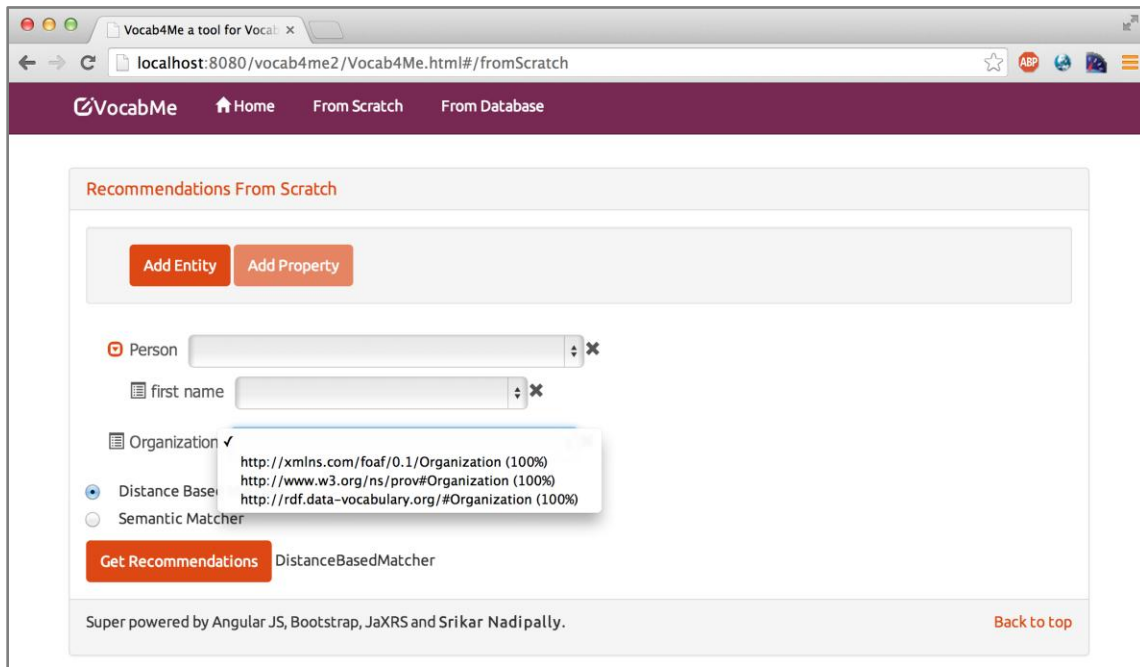 Vocab4Me a tool for Vocab
localhost:8080/vocab4me2/Vocab4Me.html#/fromScratch
ABP
VocabMe Home From Scratch From Database
Recommendations From Scratch
Add Entity Add Property
Person
first name
Organization
http://xmlns.com/foaf/0.1/Organization (100%)
http://www.w3.org/ns/prov#Organization (100%)
http://rdf.data-vocabulary.org/#Organization (100%)
Distance Based
Semantic Matcher
Get Recommendations DistanceBasedMatcher
Super powered by Angular JS, Bootstrap, JaXRS and Srikar Nadipally. Back to top